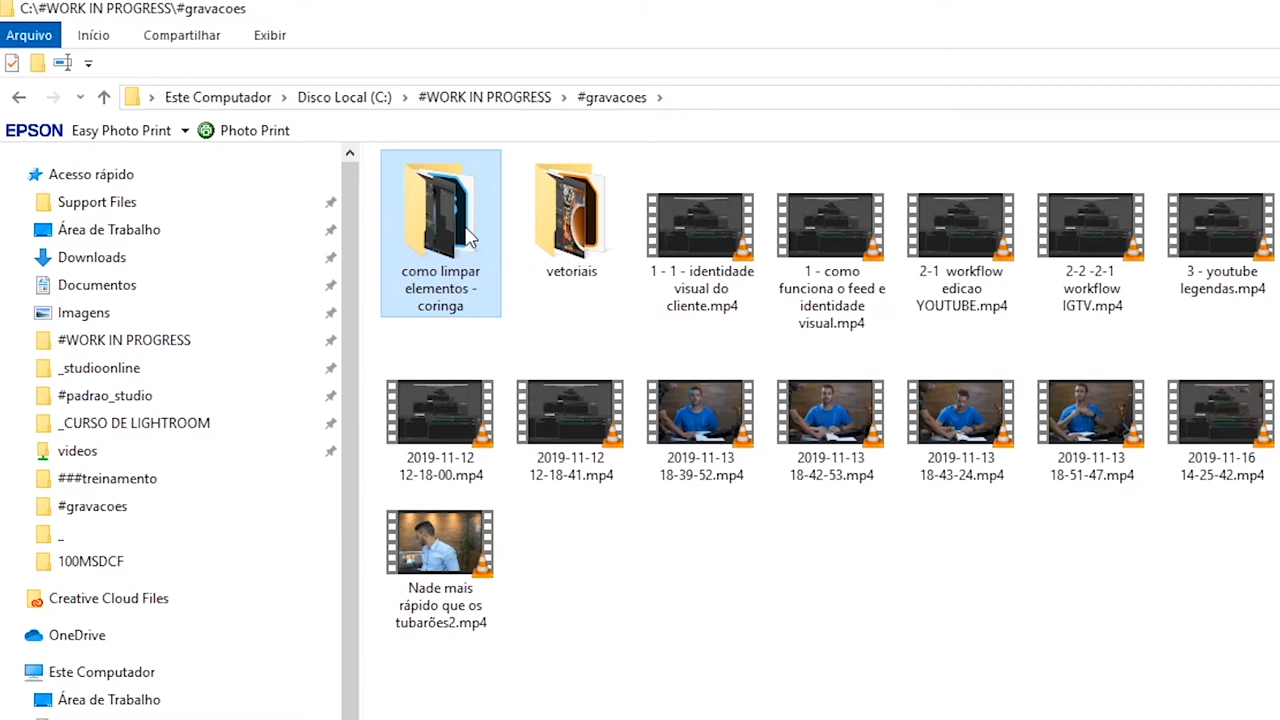 C:\#WORK IN PROGRESS\#gravacoes
Arquivo Início Compartilhar Exibir
Este Computador Disco Local (C:) #WORK IN PROGRESS #gravacoes
EPSON Easy Photo Print Photo Print
Acesso rápido
Support Files
Área de Trabalho
Downloads
Documentos
Imagens
#WORK IN PROGRESS
_studioonline
#padrao_studio
_CURSO DE LIGHTROOM
videos
###treinamento
#gravacoes
_
100MSDCF
Creative Cloud Files
OneDrive
Este Computador
Área de Trabalho
como limpar
elementos -
coringa
vetoriais
1 - 1 - identidade
visual do
cliente.mp4
1 - como
funciona o feed e
identidade
visual.mp4
2-1 workflow
edicao
YOUTUBE.mp4
2-2 -2-1
workflow
IGTV.mp4
3 - youtube
legendas.mp4
2019-11-12
12-18-00.mp4
2019-11-12
12-18-41.mp4
2019-11-13
18-39-52.mp4
2019-11-13
18-42-53.mp4
2019-11-13
18-43-24.mp4
2019-11-13
18-51-47.mp4
2019-11-16
14-25-42.mp4
Nade mais
rápido que os
tubarões2.mp4